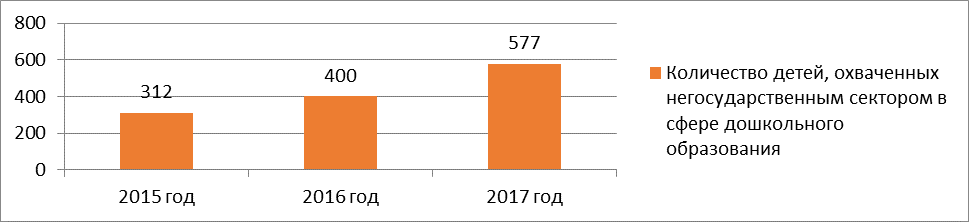 800
600
400
200
0
312
400
577
2015 год
2016 год
2017 год
Количество детей, охваченных
негосударственным сектором в
сфере дошкольного
образования